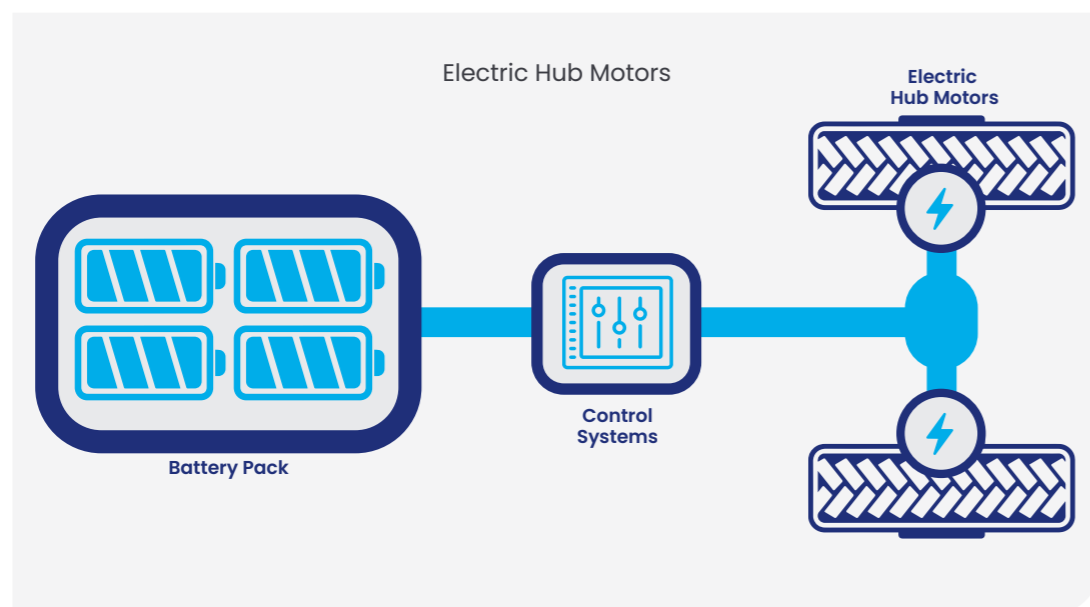 Electric Hub Motors
Electric
Hub Motors
Control
Systems
Battery Pack